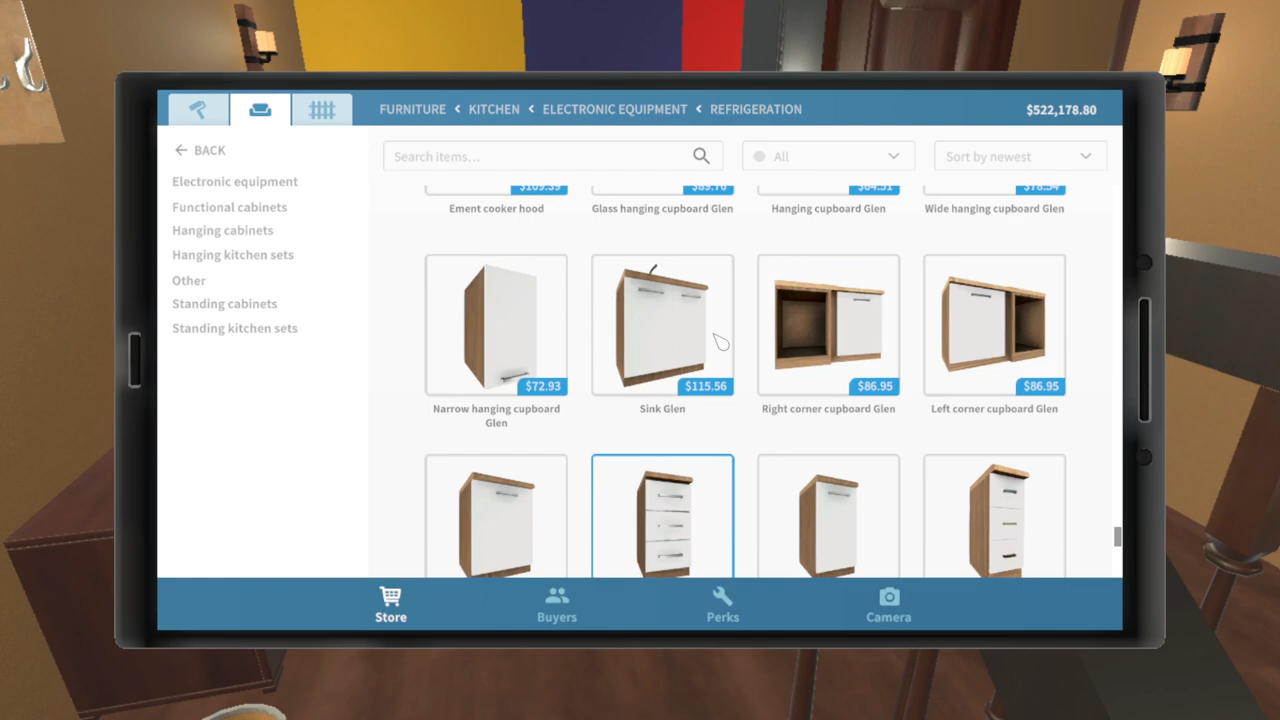 FURNITURE < KITCHEN < ELECTRONIC EQUIPMENT < REFRIGERATION
$522,178.80
BACK
Search items...
All
Sort by newest
Electronic equipment
Functional cabinets
Hanging cabinets
Hanging kitchen sets
Other
Standing cabinets
Standing kitchen sets
Ement cooker hood
Glass hanging cupboard Glen
Hanging cupboard Glen
Wide hanging cupboard Glen
$72.93
$115.56
$86.95
$86.95
Narrow hanging cupboard
Glen
Sink Glen
Right corner cupboard Glen
Left corner cupboard Glen
Store
Buyers
Perks
Camera